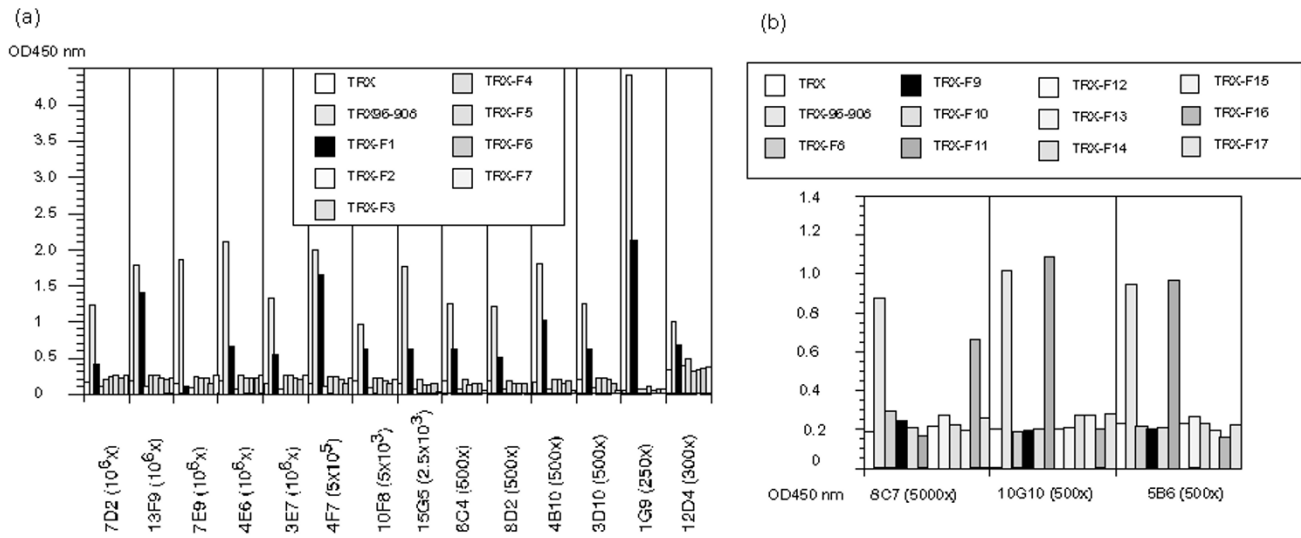 (a)
OD450 nm
4.0
3.5
3.0
2.5
2.0
1.5
1
0.5
0
TRX
TRX96-906
TRX-F1
TRX-F2
TRX-F3
TRX-F4
TRX-F5
TRX-F6
TRX-F7
7D2 (10⁶x)
13F9 (10⁶x)
7E9 (10⁶x)
4E6 (10⁶x)
3E7 (10⁶x)
4F7 (5x10⁵)
10F8 (5x10³)
15G5 (2.5x10³)
6C4 (500x)
8D2 (500x)
4B10 (500x)
3D10 (500x)
1G9 (250x)
12D4 (300x)
(b)
TRX
TRX-96-906
TRX-F8
TRX-F9
TRX-F10
TRX-F11
TRX-F12
TRX-F13
TRX-F14
TRX-F15
TRX-F16
TRX-F17
1.4
1.2
1.0
0.8
0.6
0.4
0.2
0
OD450 nm
8C7 (5000x)
10G10 (500x)
5B6 (500x)